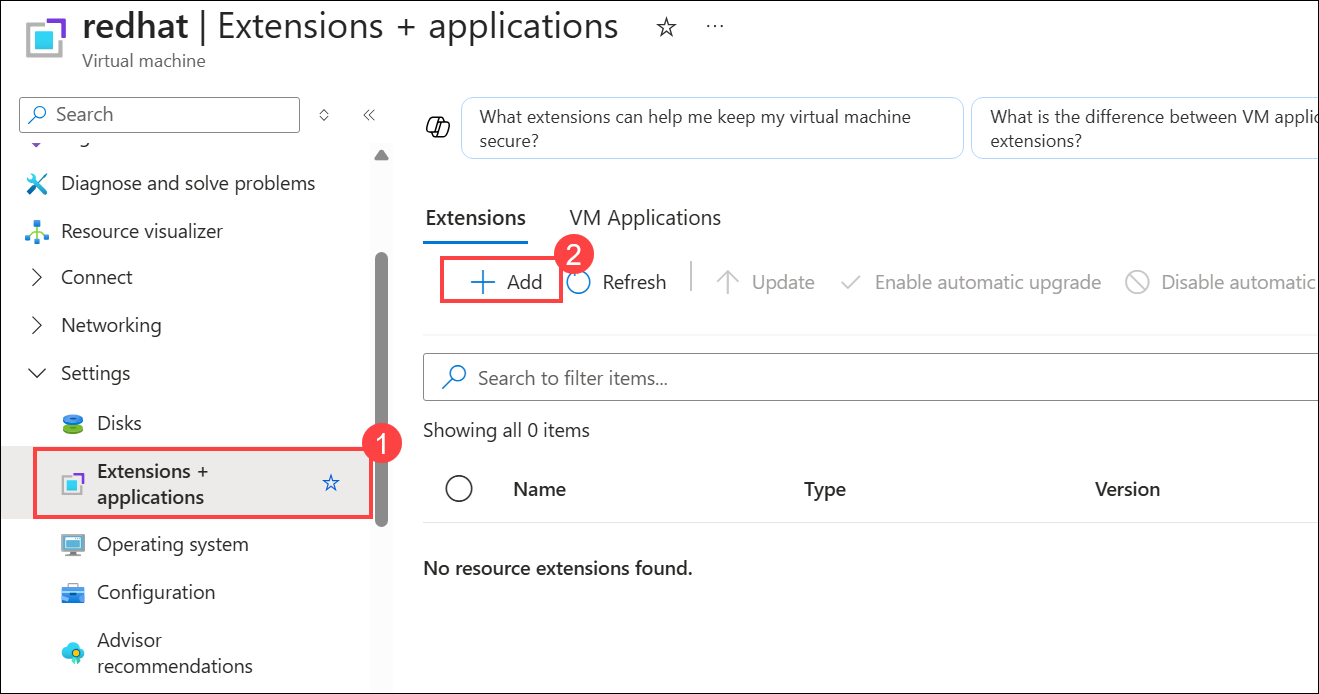 redhat | Extensions + applications
Virtual machine
Search
What extensions can help me keep my virtual machine
secure?
What is the difference between VM applic
extensions?
Diagnose and solve problems
Resource visualizer
Connect
Networking
Settings
Disks
1
Extensions +
applications
Operating system
Configuration
Advisor
recommendations
Extensions
VM Applications
2
Add
Refresh
Update
Enable automatic upgrade
Disable automatic
Search to filter items...
Showing all 0 items
Name
Type
Version
No resource extensions found.